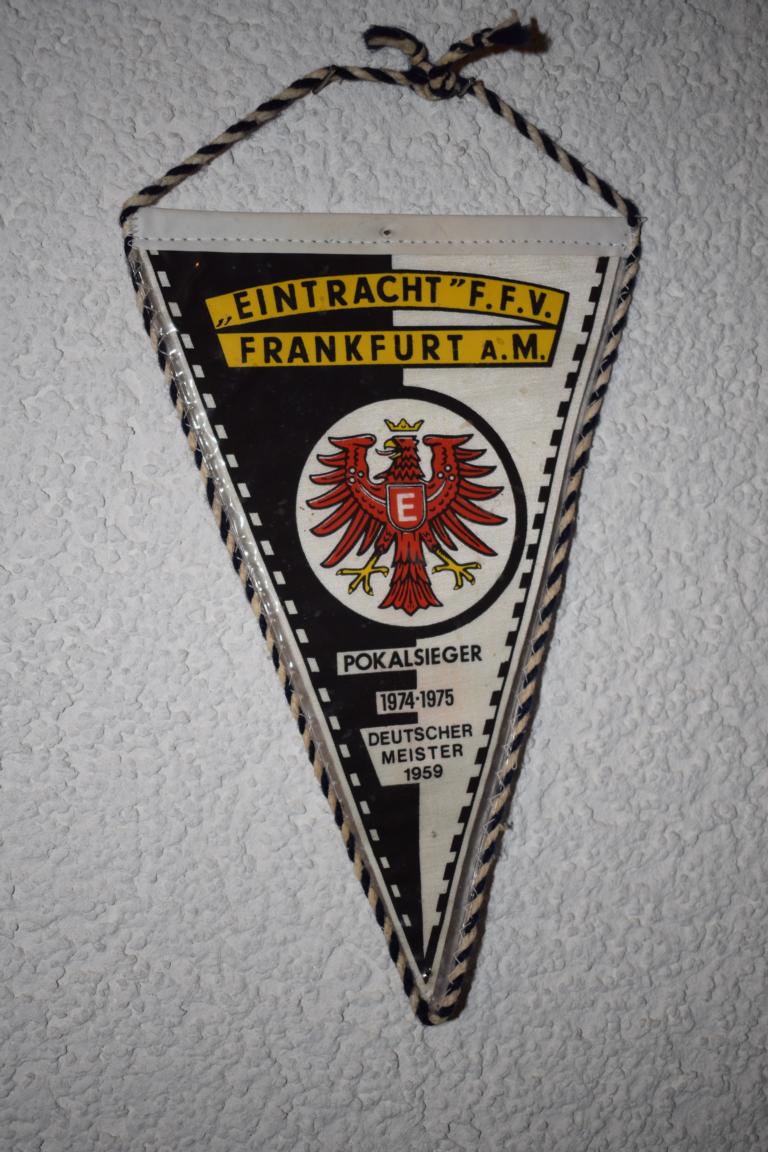 „EINTRACHT” F.F.V.
FRANKFURT A.M.
E
POKALSIEGER
1974·1975
DEUTSCHER
MEISTER
1959